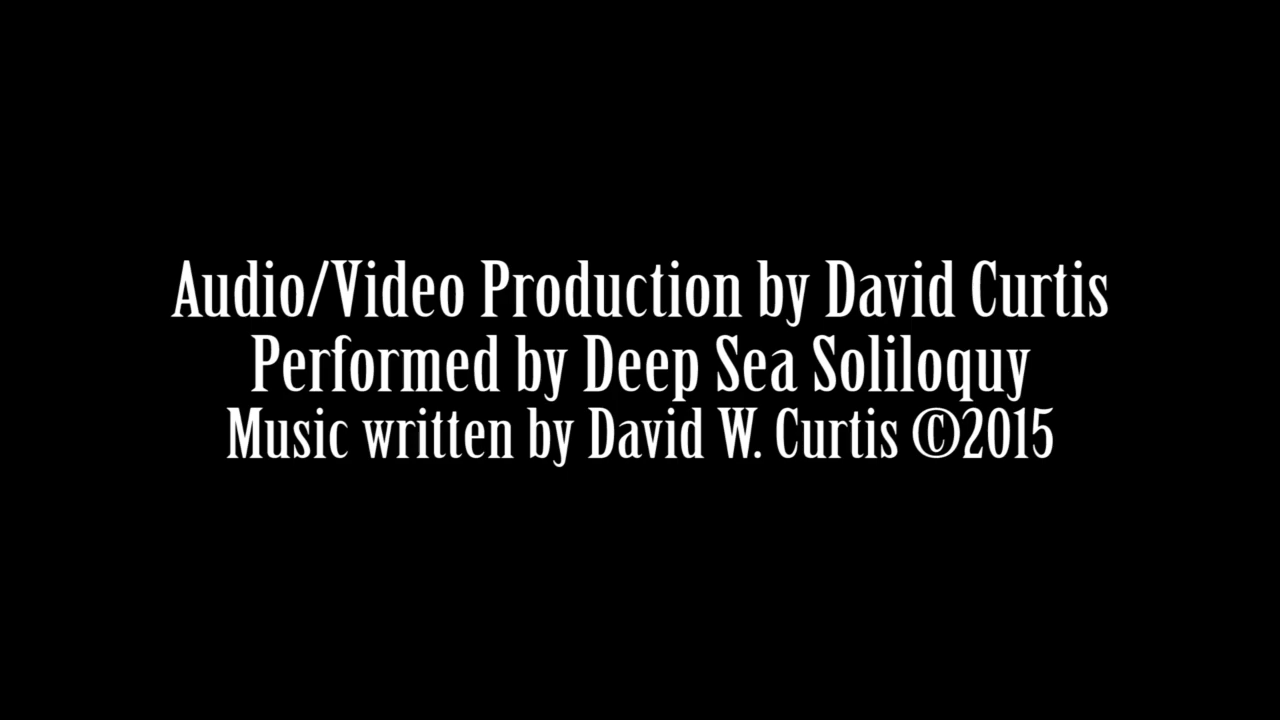 Audio/Video Production by David Curtis
Performed by Deep Sea Soliloquy
Music written by David W. Curtis ©2015